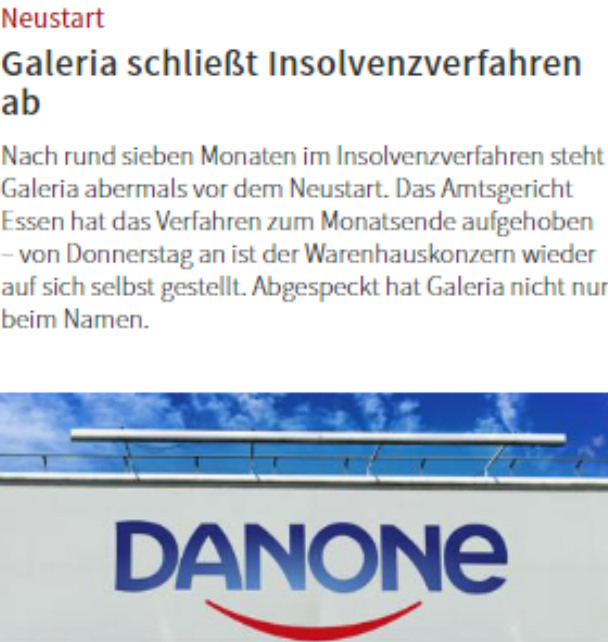 Neustart
Galeria schließt Insolvenzverfahren
ab
Nach rund sieben Monaten im Insolvenzverfahren steht
Galeria abermals vor dem Neustart. Das Amtsgericht
Essen hat das Verfahren zum Monatsende aufgehoben
– von Donnerstag an ist der Warenhauskonzern wieder
auf sich selbst gestellt. Abgespeckt hat Galeria nicht nur
beim Namen.
DANONE